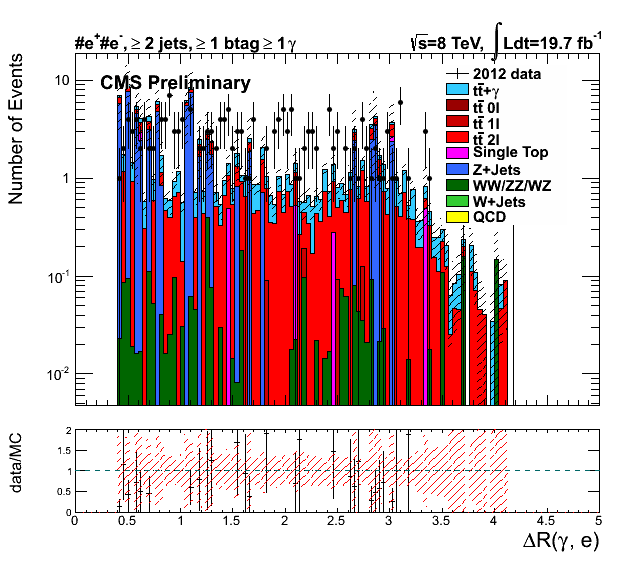 #e⁺#e⁻, ≥ 2 jets, ≥ 1 btag ≥ 1 γ
√s=8 TeV, ∫ Ldt=19.7 fb⁻¹
CMS Preliminary
2012 data
tt̄+γ
tt̄ 0l
tt̄ 1l
tt̄ 2l
Single Top
Z+Jets
WW/ZZ/WZ
W+Jets
QCD
Number of Events
10
1
10⁻¹
10⁻²
data/MC
2
1.5
1
0.5
0
0 0.5 1 1.5 2 2.5 3 3.5 4 4.5 5
ΔR(γ, e)